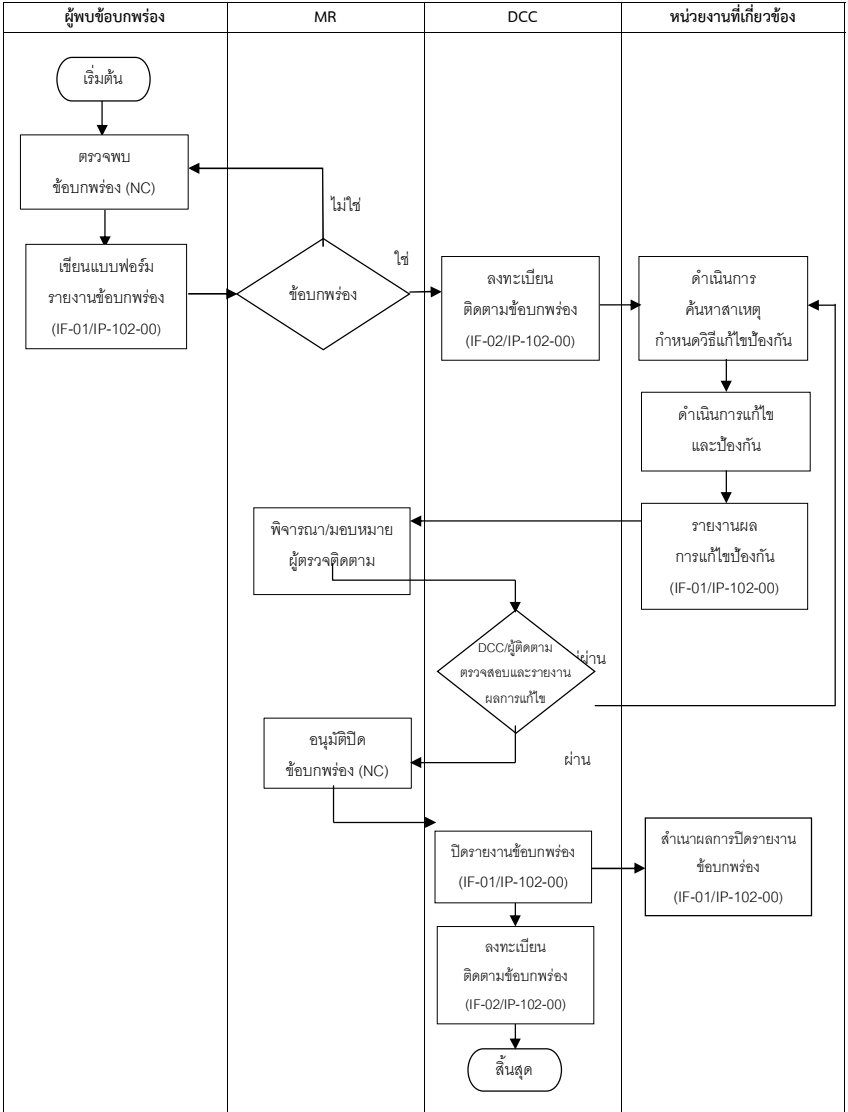 ผู้พบข้อบกพร่อง
MR
DCC
หน่วยงานที่เกี่ยวข้อง
เริ่มต้น
ตรวจพบ
ข้อบกพร่อง (NC)
ไม่ใช่
ใช่
เขียนแบบฟอร์ม
รายงานข้อบกพร่อง
(IF-01/IP-102-00)
ข้อบกพร่อง
ลงทะเบียน
ติดตามข้อบกพร่อง
(IF-02/IP-102-00)
ดำเนินการ
ค้นหาสาเหตุ
กำหนดวิธีแก้ไขป้องกัน
ดำเนินการแก้ไข
และป้องกัน
พิจารณา/มอบหมาย
ผู้ตรวจติดตาม
รายงานผล
การแก้ไขป้องกัน
(IF-01/IP-102-00)
DCC/ผู้ติดตาม
ตรวจสอบและรายงาน
ผลการแก้ไข
ผ่าน
อนุมัติปิด
ข้อบกพร่อง (NC)
ผ่าน
ปิดรายงานข้อบกพร่อง
(IF-01/IP-102-00)
สำเนาผลการปิดรายงาน
ข้อบกพร่อง
(IF-01/IP-102-00)
ลงทะเบียน
ติดตามข้อบกพร่อง
(IF-02/IP-102-00)
สิ้นสุด